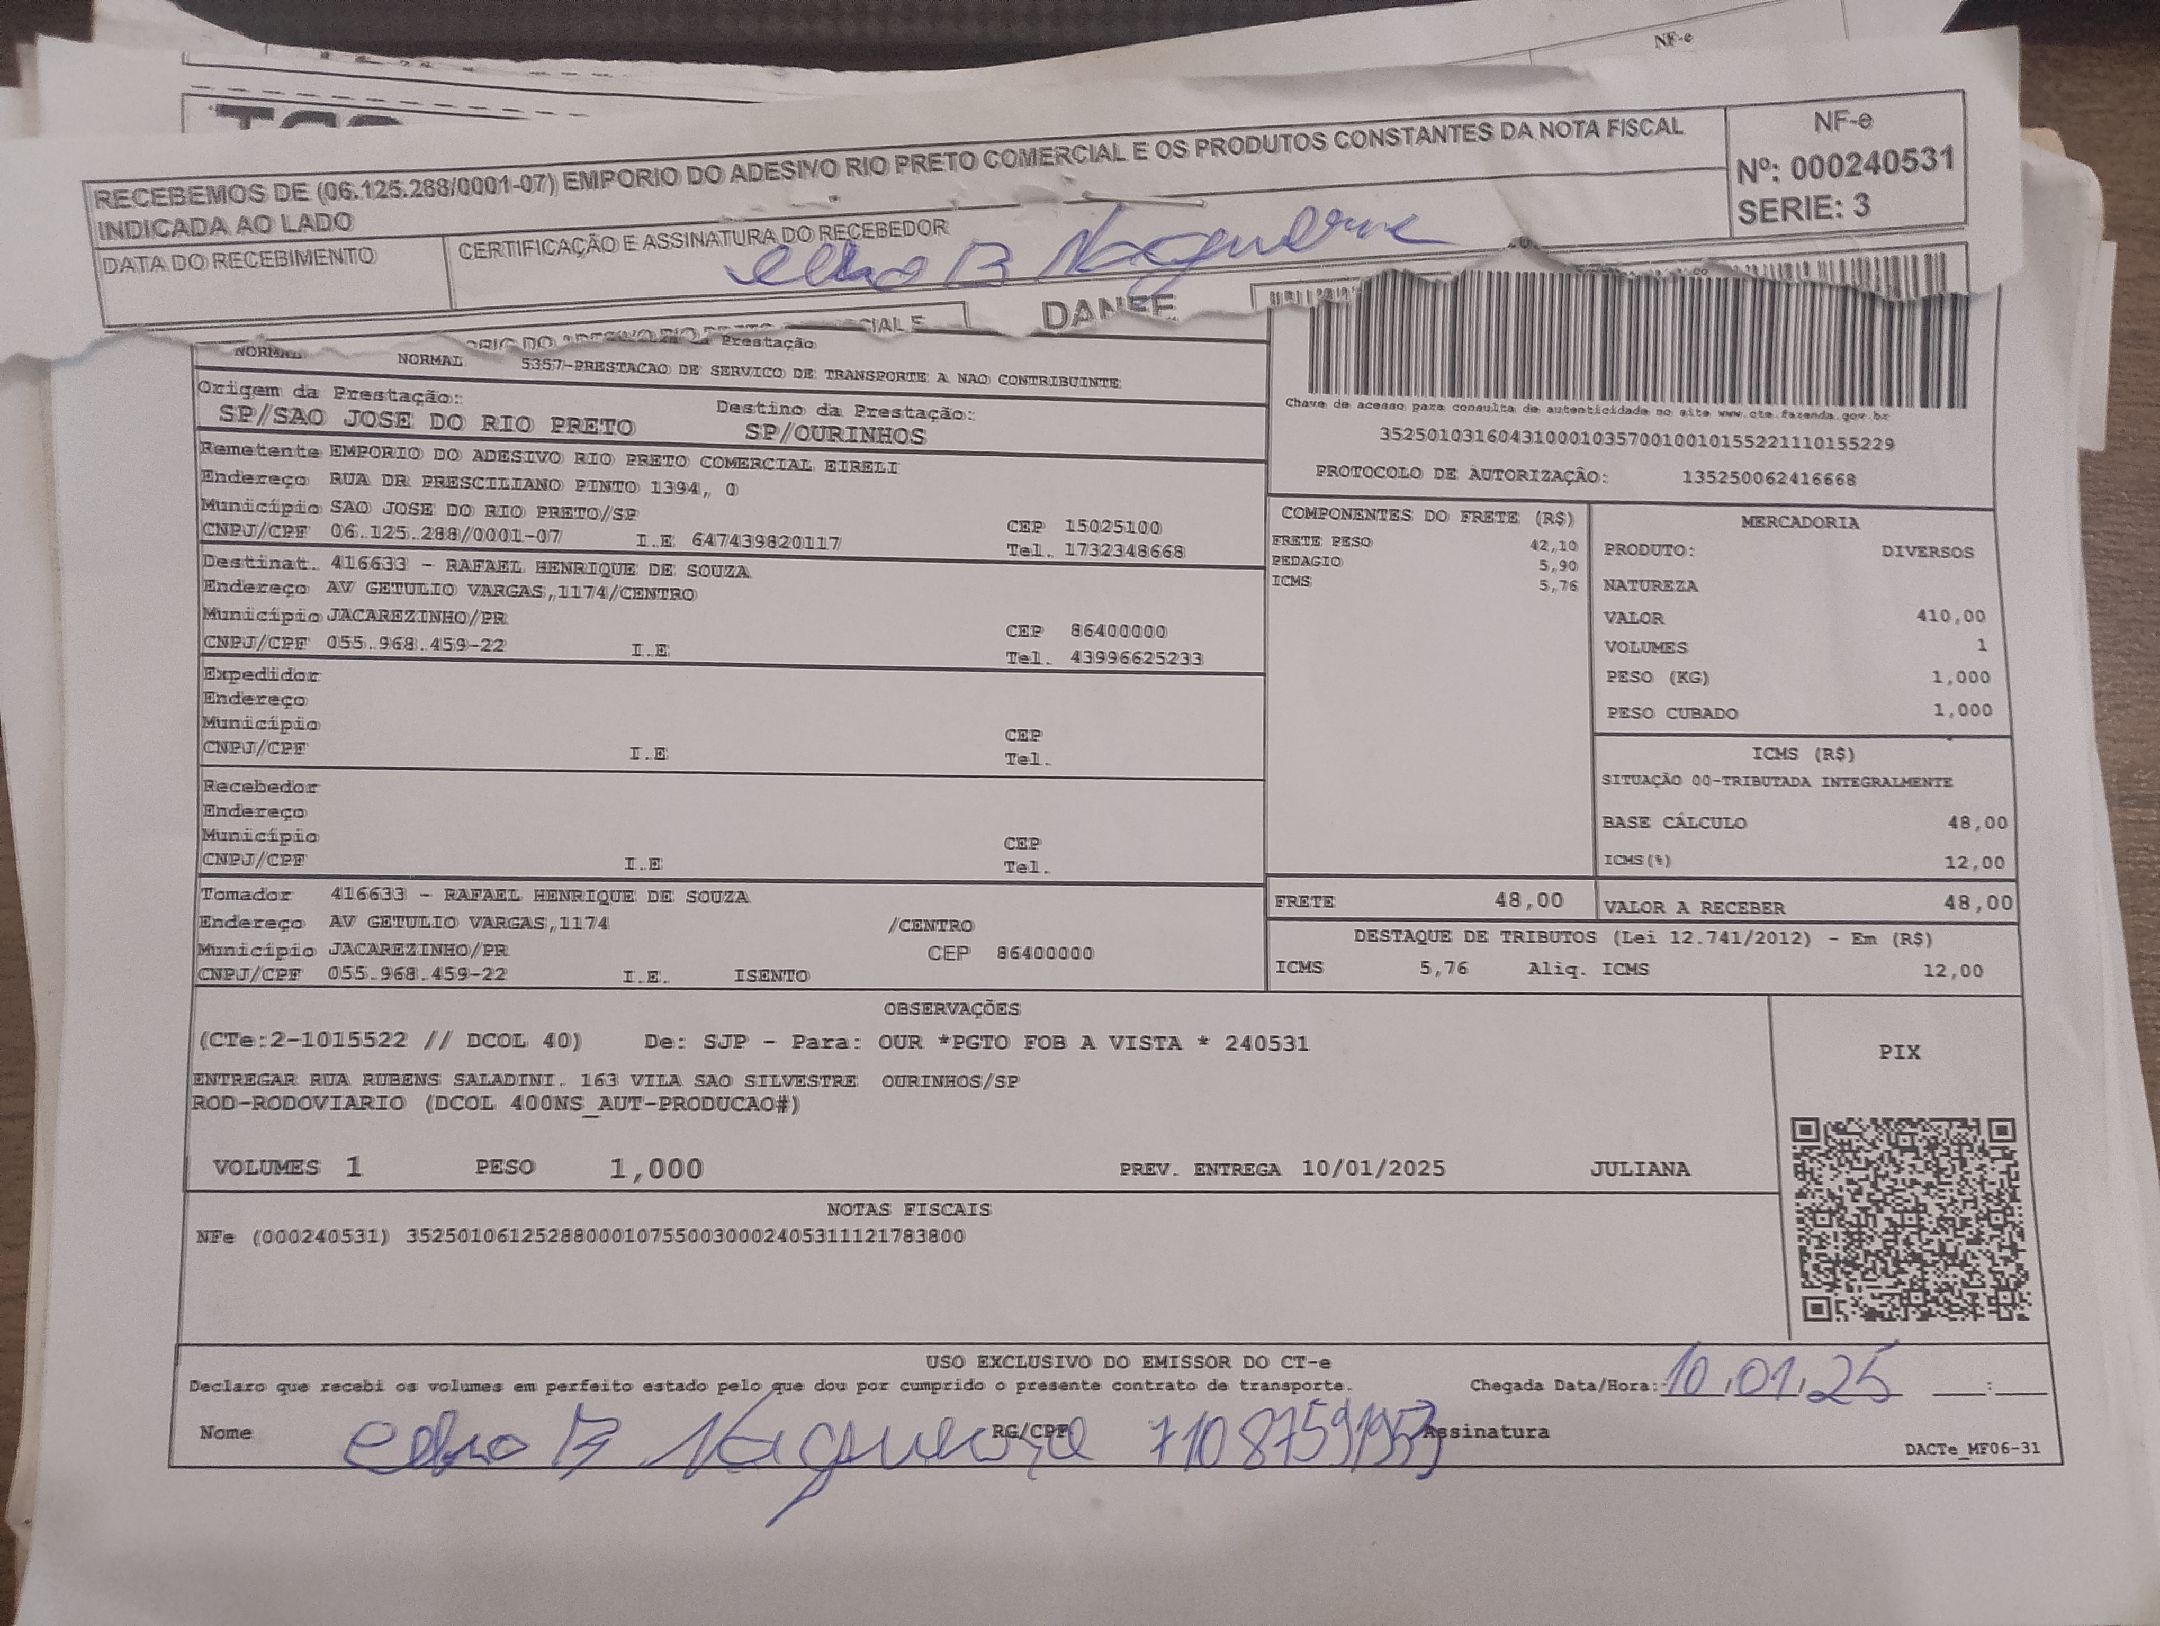 NF-e
RECEBEMOS DE (06.125.288/0001-07) EMPORIO DO ADESIVO RIO PRETO COMERCIAL E OS PRODUTOS CONSTANTES DA NOTA FISCAL
INDICADA AO LADO
NF-e
Nº: 000240531
SERIE: 3
DATA DO RECEBIMENTO
CERTIFICAÇÃO E ASSINATURA DO RECEBEDOR
DANFE
Prestação
NORMAL NORMAL 5357-PRESTACAO DE SERVICO DE TRANSPORTE A NAO CONTRIBUINTE
Origem da Prestação: Destino da Prestação:
SP/SAO JOSE DO RIO PRETO SP/OURINHOS
Chave de acesso para consulta de autenticidade no site www.cte.fazenda.gov.br
35250103160431000103570010010155221110155229
PROTOCOLO DE AUTORIZAÇÃO: 135250062416668
Remetente EMPORIO DO ADESIVO RIO PRETO COMERCIAL EIRELI
Endereço RUA DR PRESCILIANO PINTO 1394, 0
Município SAO JOSE DO RIO PRETO/SP CEP 15025100
CNPJ/CPF 06.125.288/0001-07 I.E 647439820117 Tel. 1732348668
Destinat. 416633 - RAFAEL HENRIQUE DE SOUZA
Endereço AV GETULIO VARGAS,1174/CENTRO
Município JACAREZINHO/PR CEP 86400000
CNPJ/CPF 055.968.459-22 I.E Tel. 43996625233
Expedidor
Endereço
Município CEP
CNPJ/CPF I.E Tel.
Recebedor
Endereço
Município CEP
CNPJ/CPF I.E Tel.
Tomador 416633 - RAFAEL HENRIQUE DE SOUZA
Endereço AV GETULIO VARGAS,1174 /CENTRO
Município JACAREZINHO/PR CEP 86400000
CNPJ/CPF 055.968.459-22 I.E. ISENTO
COMPONENTES DO FRETE (R$)
FRETE PESO 42,10
PEDAGIO 5,90
ICMS 5,76
MERCADORIA
PRODUTO: DIVERSOS
NATUREZA
VALOR 410,00
VOLUMES 1
PESO (KG) 1,000
PESO CUBADO 1,000
ICMS (R$)
SITUAÇÃO 00-TRIBUTADA INTEGRALMENTE
BASE CÁLCULO 48,00
ICMS(%) 12,00
FRETE 48,00 VALOR A RECEBER 48,00
DESTAQUE DE TRIBUTOS (Lei 12.741/2012) - Em (R$)
ICMS 5,76 Aliq. ICMS 12,00
OBSERVAÇÕES
(CTe:2-1015522 // DCOL 40) De: SJP - Para: OUR *PGTO FOB A VISTA * 240531
ENTREGAR RUA RUBENS SALADINI. 163 VILA SAO SILVESTRE OURINHOS/SP
ROD-RODOVIARIO (DCOL 400NS_AUT-PRODUCAO#)
PIX
VOLUMES 1 PESO 1,000 PREV. ENTREGA 10/01/2025 JULIANA
NOTAS FISCAIS
NFe (000240531) 35250106125288000107550030002405311121783800
USO EXCLUSIVO DO EMISSOR DO CT-e
Declaro que recebi os volumes em perfeito estado pelo que dou por cumprido o presente contrato de transporte. Chegada Data/Hora: 10.01.25 __:__
Nome RG/CPF Assinatura
DACTe_MF06-31